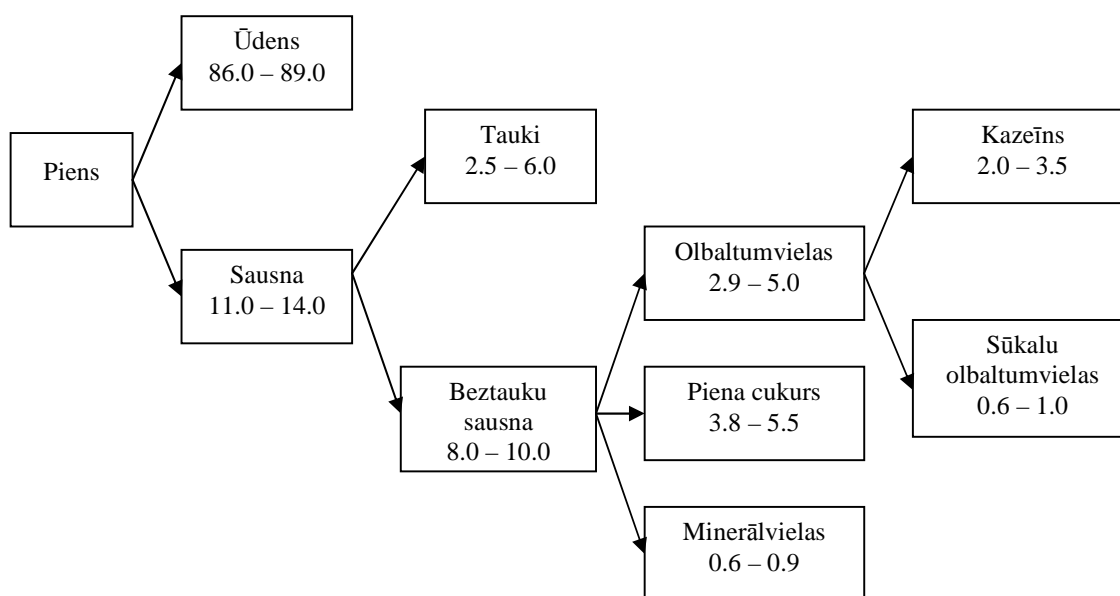 Piens
Ūdens
86.0 – 89.0
Sausna
11.0 – 14.0
Tauki
2.5 – 6.0
Beztauku
sausna
8.0 – 10.0
Olbaltumvielas
2.9 – 5.0
Piena cukurs
3.8 – 5.5
Minerālvielas
0.6 – 0.9
Kazeīns
2.0 – 3.5
Sūkalu
olbaltumvielas
0.6 – 1.0